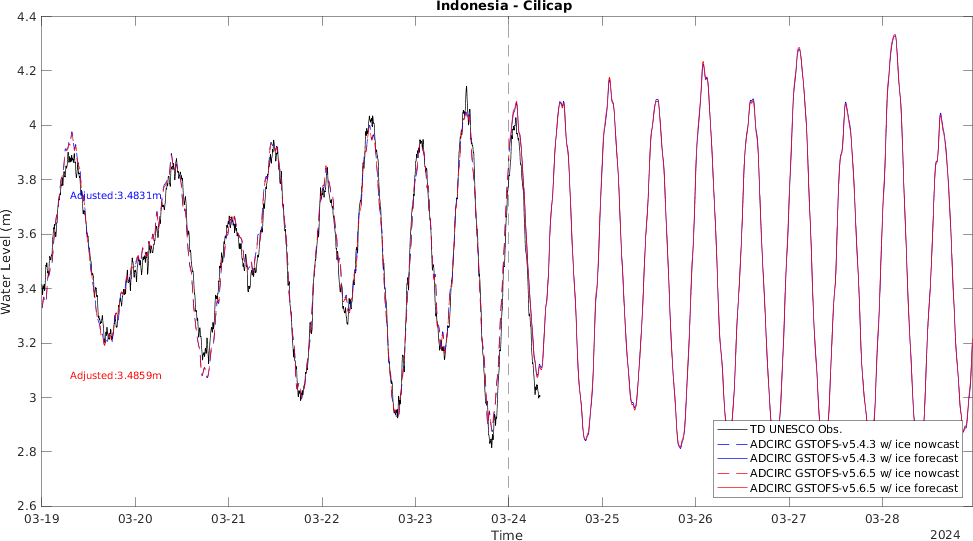 Indonesia - Cilicap
4.4
4.2
4
3.8
3.6
3.4
3.2
3
2.8
2.6
Water Level (m)
Adjusted:3.4831m
Adjusted:3.4859m
TD UNESCO Obs.
ADCIRC GSTOFS-v5.4.3 w/ ice nowcast
ADCIRC GSTOFS-v5.4.3 w/ ice forecast
ADCIRC GSTOFS-v5.6.5 w/ ice nowcast
ADCIRC GSTOFS-v5.6.5 w/ ice forecast
03-19 03-20 03-21 03-22 03-23 03-24 03-25 03-26 03-27 03-28
Time
2024